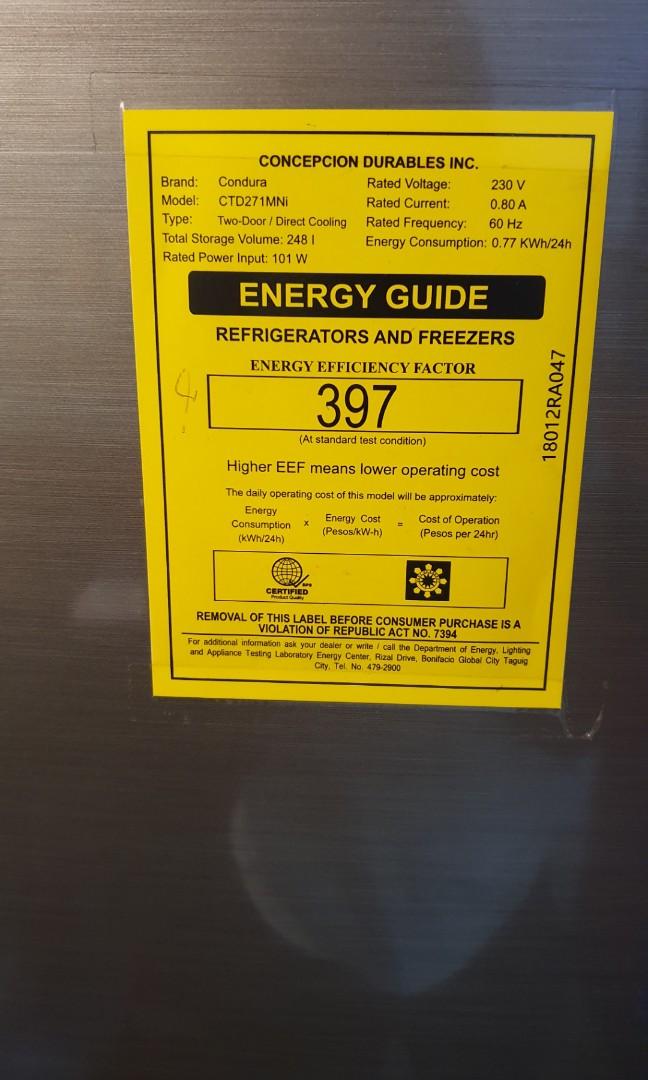 CONCEPCION DURABLES INC.
Brand: Condura
Model: CTD271MNi
Type: Two-Door / Direct Cooling
Total Storage Volume: 248 l
Rated Power Input: 101 W
Rated Voltage: 230 V
Rated Current: 0.80 A
Rated Frequency: 60 Hz
Energy Consumption: 0.77 KWh/24h
ENERGY GUIDE
REFRIGERATORS AND FREEZERS
ENERGY EFFICIENCY FACTOR
397
(At standard test condition)
18012RA047
Higher EEF means lower operating cost
The daily operating cost of this model will be approximately:
Energy Consumption (kWh/24h) x Energy Cost (Pesos/kW-h) = Cost of Operation (Pesos per 24hr)
BPS
CERTIFIED
Product Quality
REMOVAL OF THIS LABEL BEFORE CONSUMER PURCHASE IS A
VIOLATION OF REPUBLIC ACT NO. 7394
For additional information ask your dealer or write / call the Department of Energy, Lighting
and Appliance Testing Laboratory Energy Center, Rizal Drive, Bonifacio Global City Taguig
City, Tel. No. 479-2900